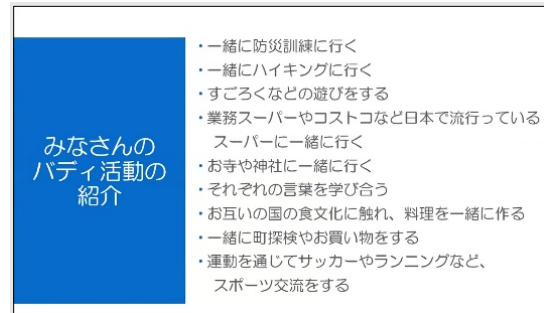 みなさんの
バディ活動の
紹介
・一緒に防災訓練に行く
・一緒にハイキングに行く
・すごろくなどの遊びをする
・業務スーパーやコストコなど日本で流行っている
スーパーに一緒に行く
・お寺や神社に一緒に行く
・それぞれの言葉を学び合う
・お互いの国の食文化に触れ、料理を一緒に作る
・一緒に町探検やお買い物をする
・運動を通じてサッカーやランニングなど、
スポーツ交流をする